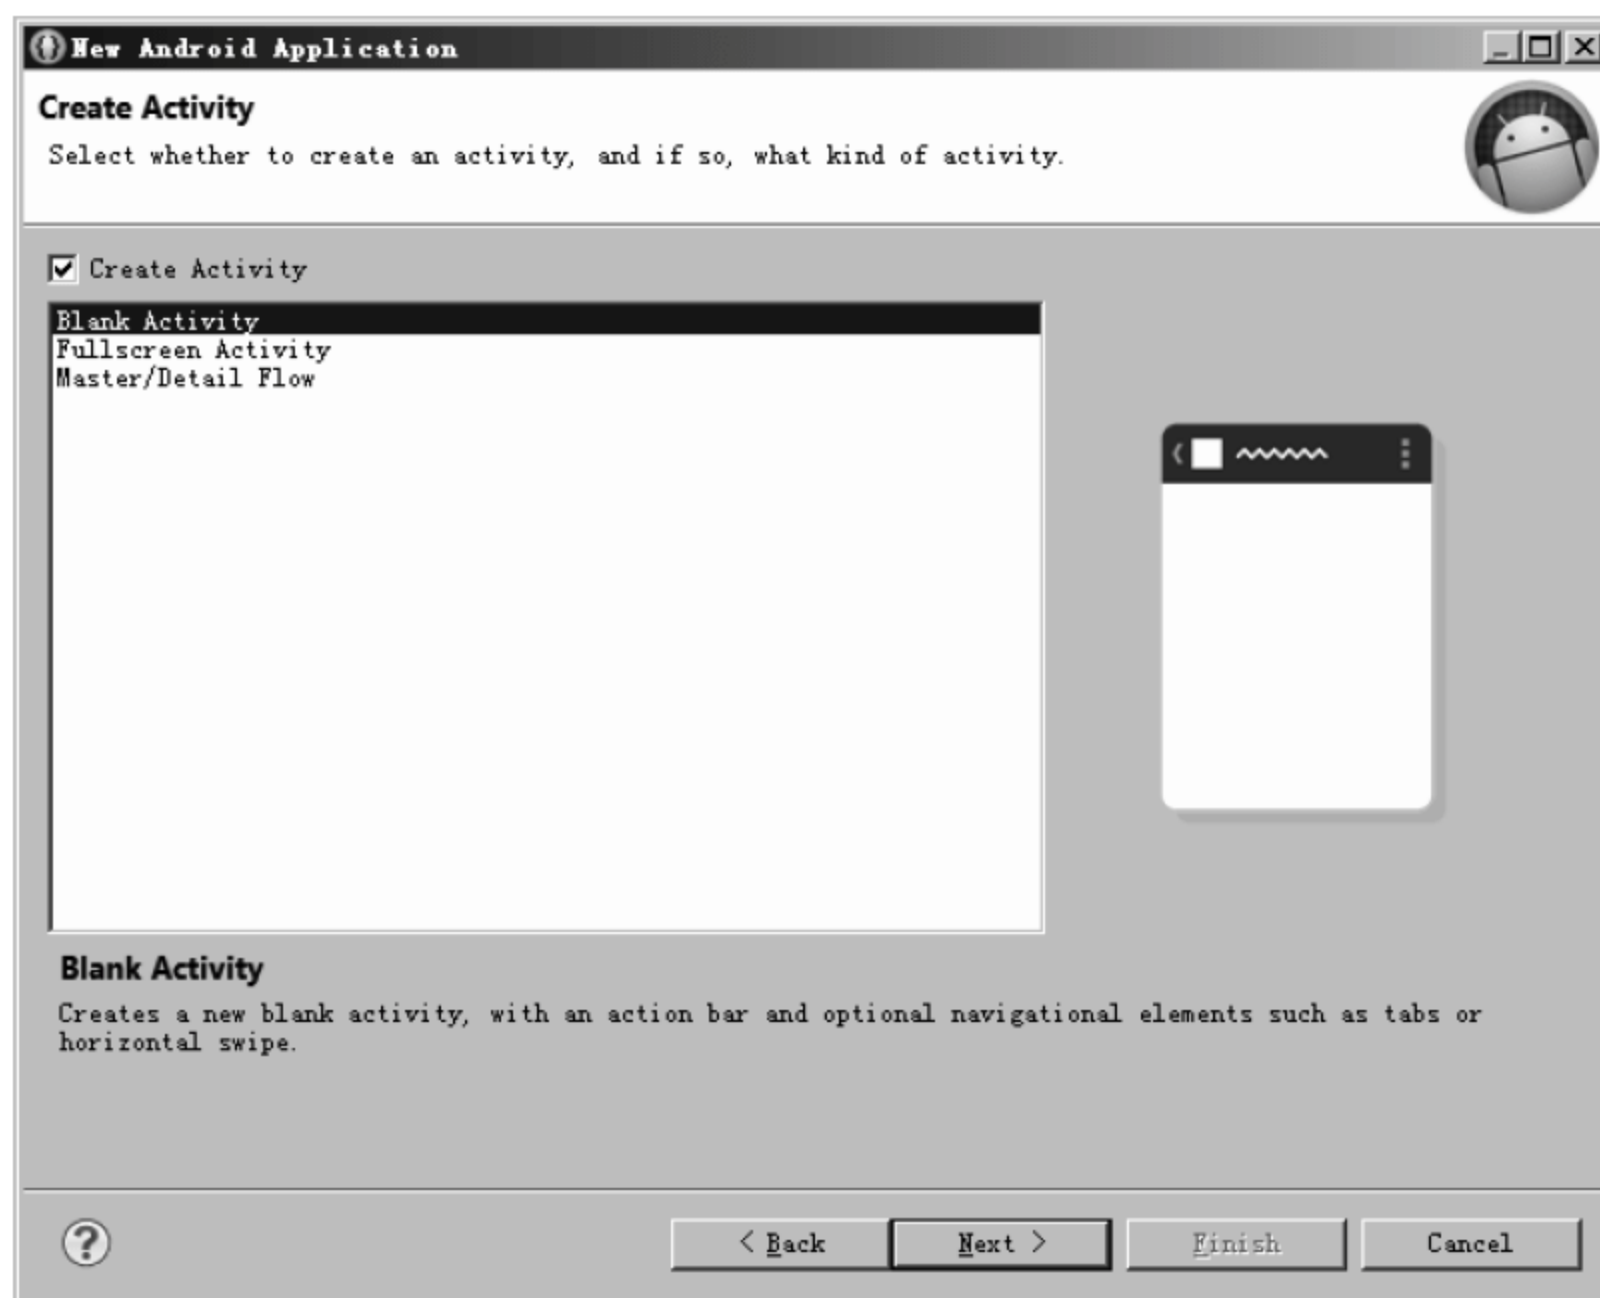 New Android Application
Create Activity
Select whether to create an activity, and if so, what kind of activity.
Create Activity
Blank Activity
Fullscreen Activity
Master/Detail Flow
Blank Activity
Creates a new blank activity, with an action bar and optional navigational elements such as tabs or
horizontal swipe.
? < Back Next > Finish Cancel